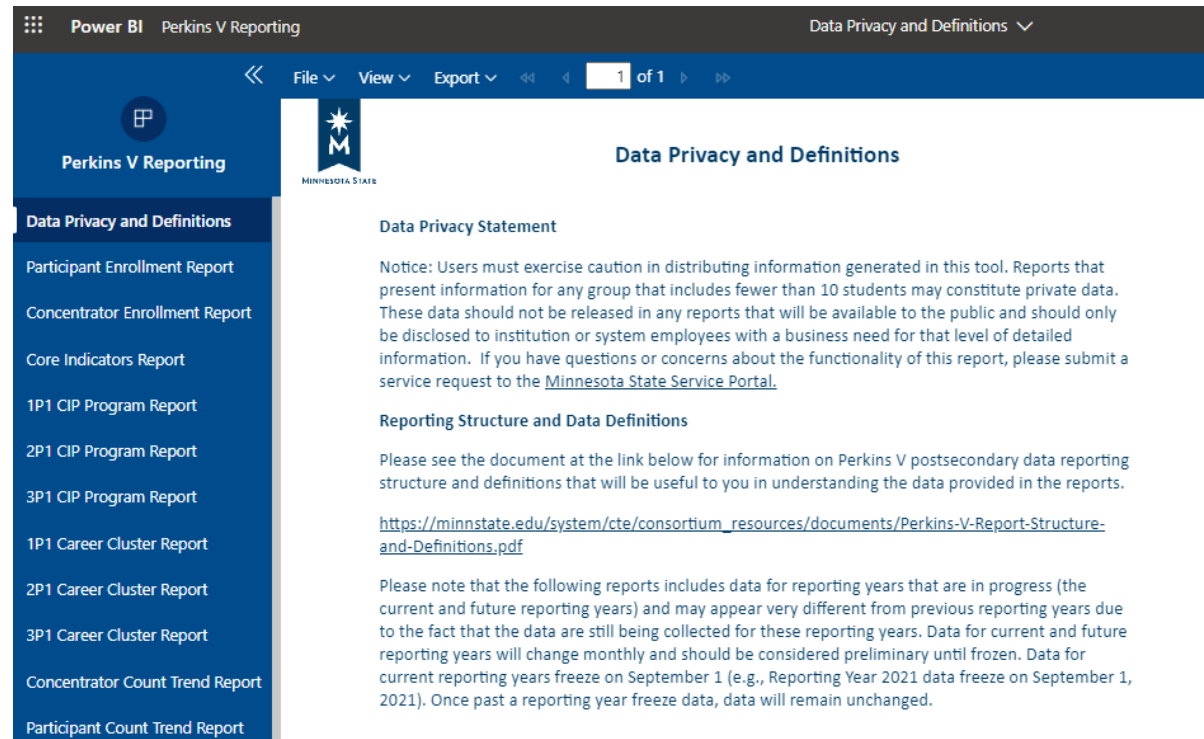 Power BI Perkins V Reporting
Data Privacy and Definitions
File View Export 1 of 1
Perkins V Reporting
Data Privacy and Definitions
Participant Enrollment Report
Concentrator Enrollment Report
Core Indicators Report
1P1 CIP Program Report
2P1 CIP Program Report
3P1 CIP Program Report
1P1 Career Cluster Report
2P1 Career Cluster Report
3P1 Career Cluster Report
Concentrator Count Trend Report
Participant Count Trend Report
M
MINNESOTA STATE
Data Privacy and Definitions
Data Privacy Statement
Notice: Users must exercise caution in distributing information generated in this tool. Reports that
present information for any group that includes fewer than 10 students may constitute private data.
These data should not be released in any reports that will be available to the public and should only
be disclosed to institution or system employees with a business need for that level of detailed
information.  If you have questions or concerns about the functionality of this report, please submit a
service request to the Minnesota State Service Portal.
Reporting Structure and Data Definitions
Please see the document at the link below for information on Perkins V postsecondary data reporting
structure and definitions that will be useful to you in understanding the data provided in the reports.
https://minnstate.edu/system/cte/consortium_resources/documents/Perkins-V-Report-Structure-
and-Definitions.pdf
Please note that the following reports includes data for reporting years that are in progress (the
current and future reporting years) and may appear very different from previous reporting years due
to the fact that the data are still being collected for these reporting years. Data for current and future
reporting years will change monthly and should be considered preliminary until frozen. Data for
current reporting years freeze on September 1 (e.g., Reporting Year 2021 data freeze on September 1,
2021). Once past a reporting year freeze data, data will remain unchanged.